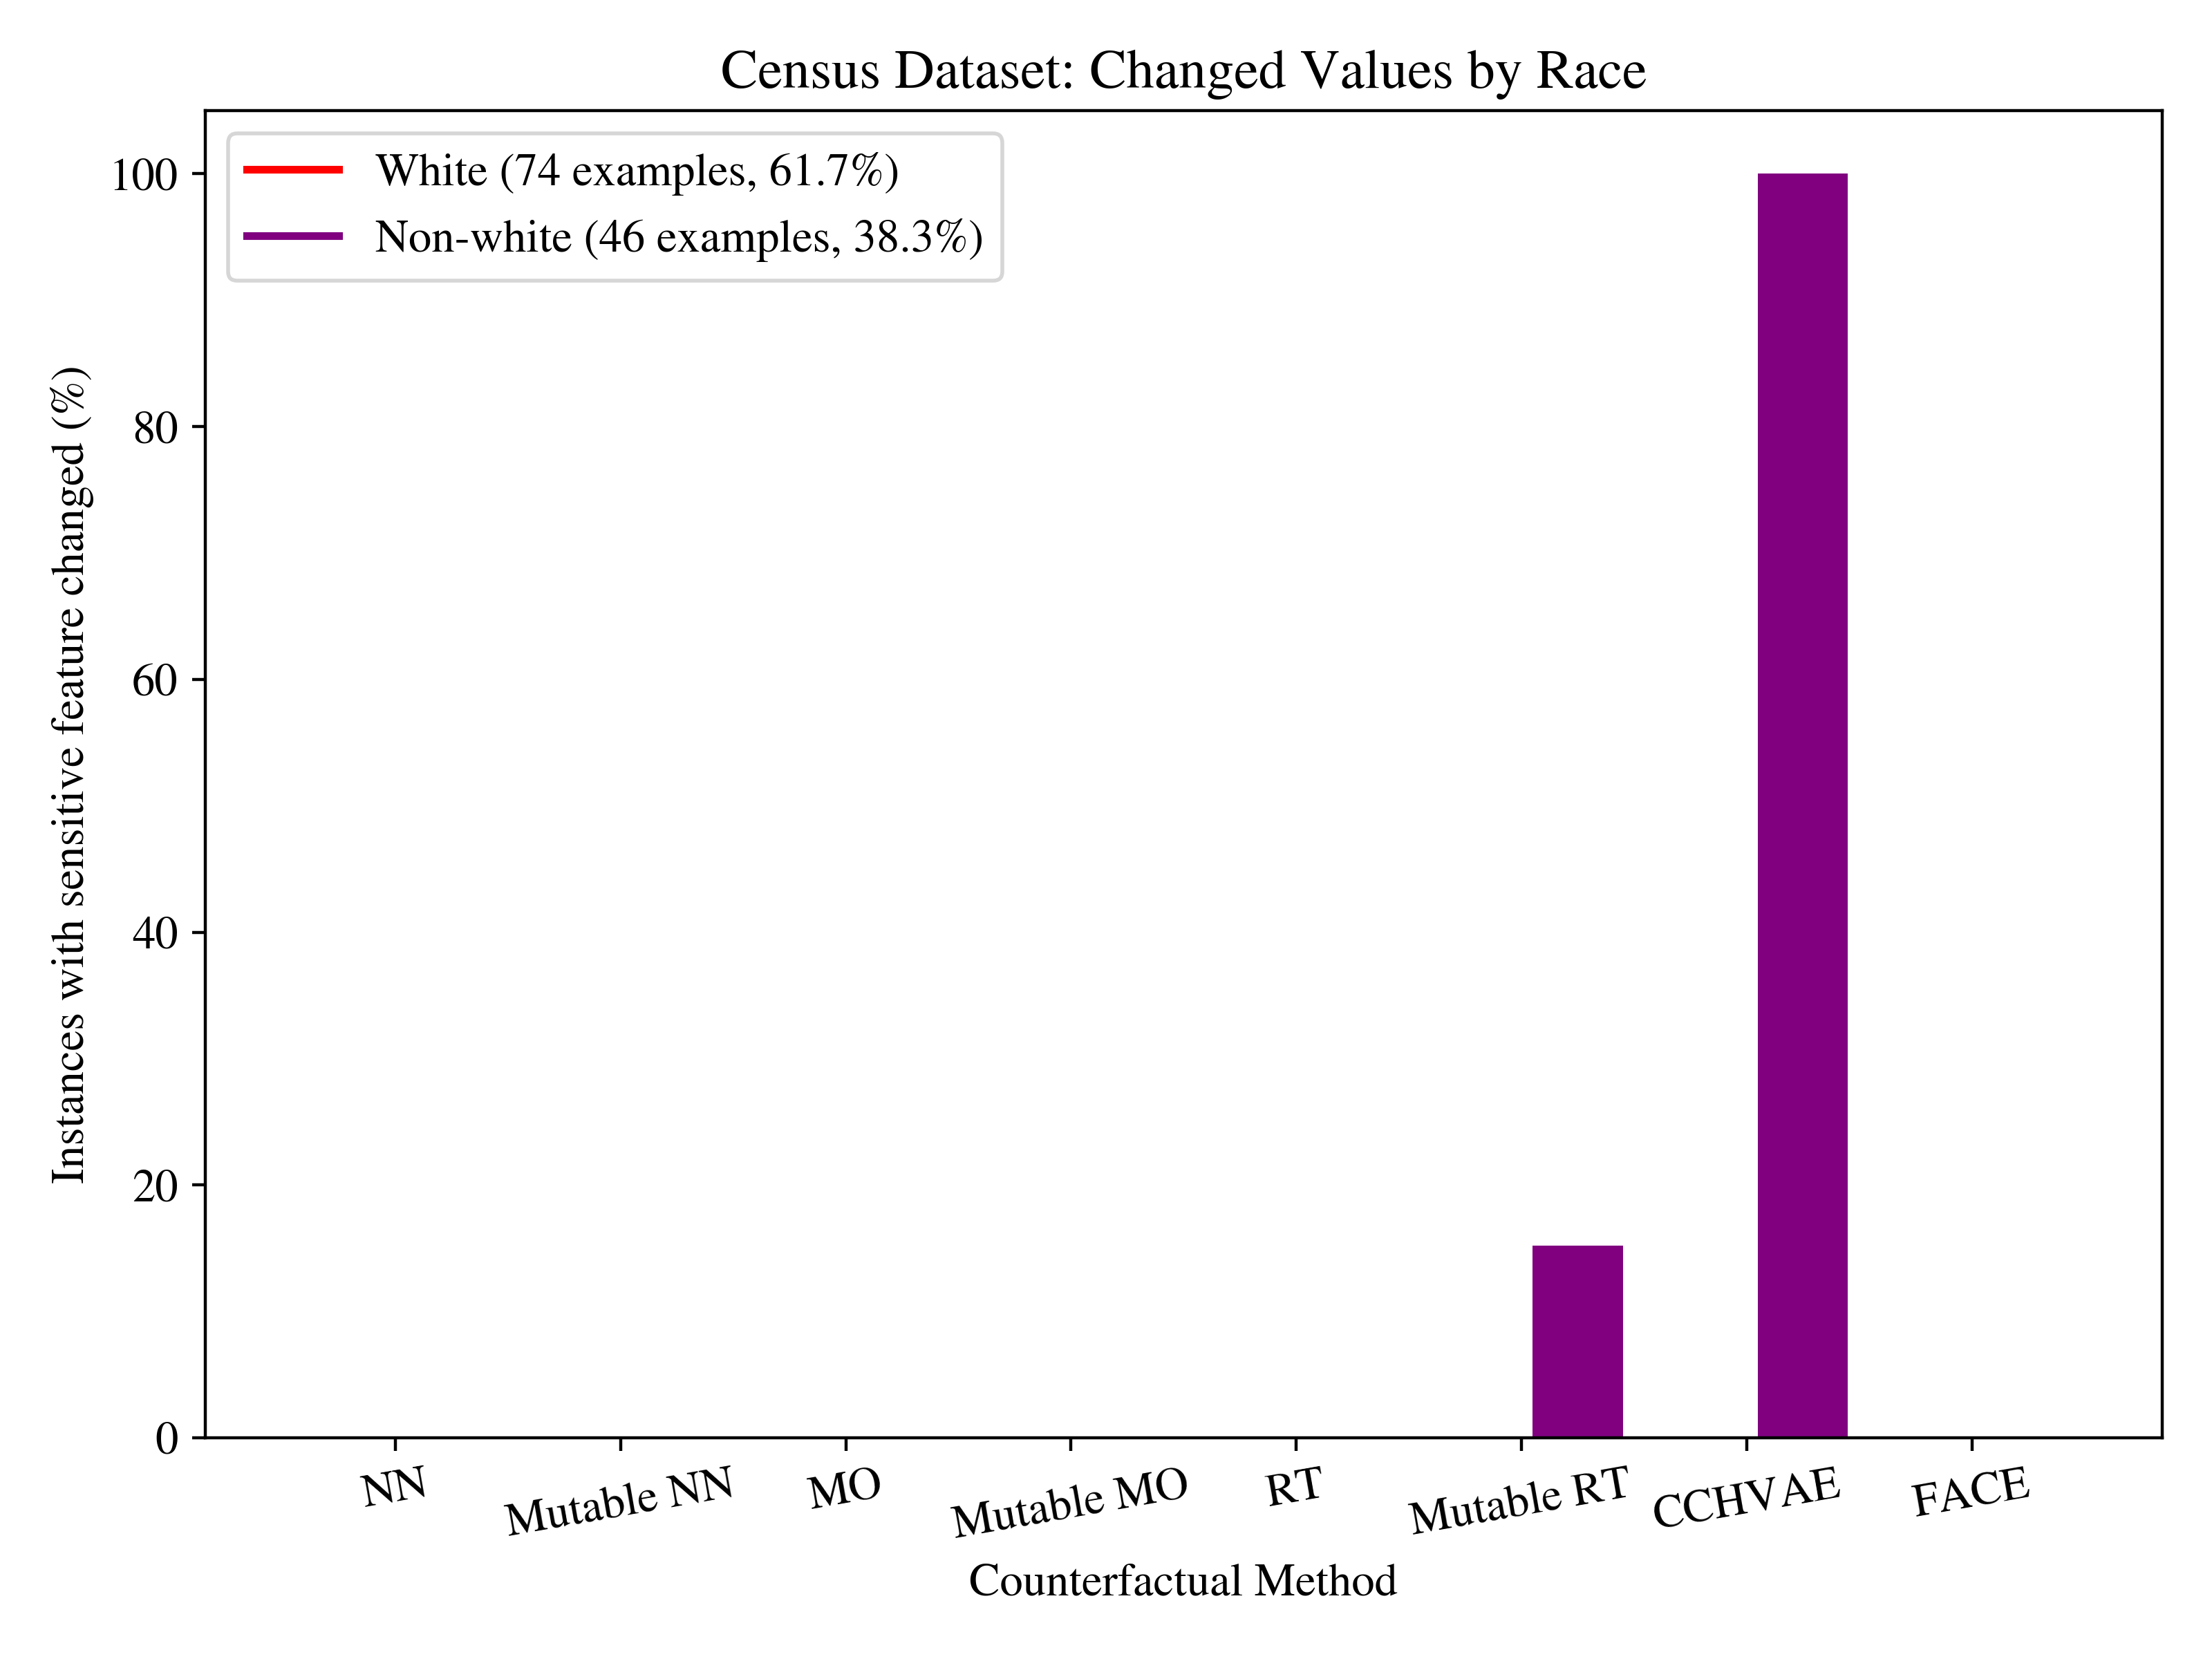 Census Dataset: Changed Values by Race
White (74 examples, 61.7%)
Non-white (46 examples, 38.3%)
Instances with sensitive feature changed (%)
100
80
60
40
20
0
NN
Mutable NN
MO
Mutable MO
RT
Mutable RT
CCHVAE
FACE
Counterfactual Method